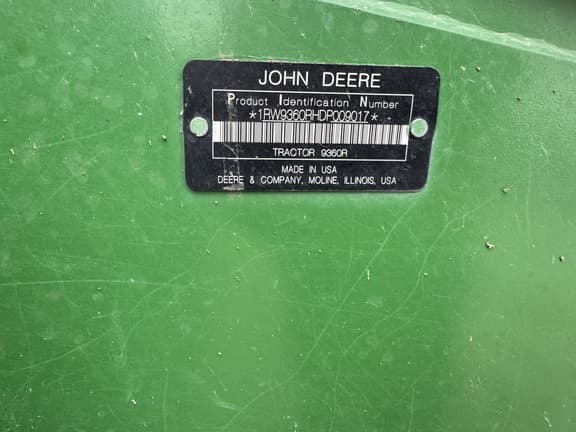 JOHN DEERE
Product Identification Number
*1RW9360RHDP009017*
TRACTOR 9360R
MADE IN USA
DEERE & COMPANY, MOLINE, ILLINOIS, USA